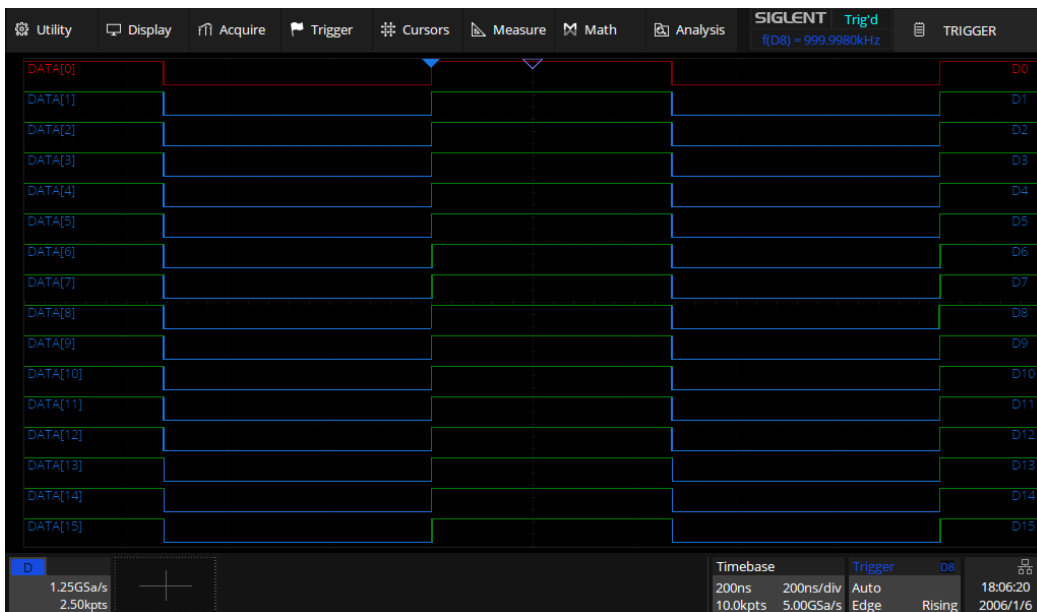 Utility Display Acquire Trigger Cursors Measure Math Analysis SIGLENT Trig'd TRIGGER
f(D8) = 999.9980kHz
DATA[0] D0
DATA[1] D1
DATA[2] D2
DATA[3] D3
DATA[4] D4
DATA[5] D5
DATA[6] D6
DATA[7] D7
DATA[8] D8
DATA[9] D9
DATA[10] D10
DATA[11] D11
DATA[12] D12
DATA[13] D13
DATA[14] D14
DATA[15] D15
D Timebase Trigger D8
1.25GSa/s 200ns 200ns/div Auto 18:06:20
2.50kpts 10.0kpts 5.00GSa/s Edge Rising 2006/1/6